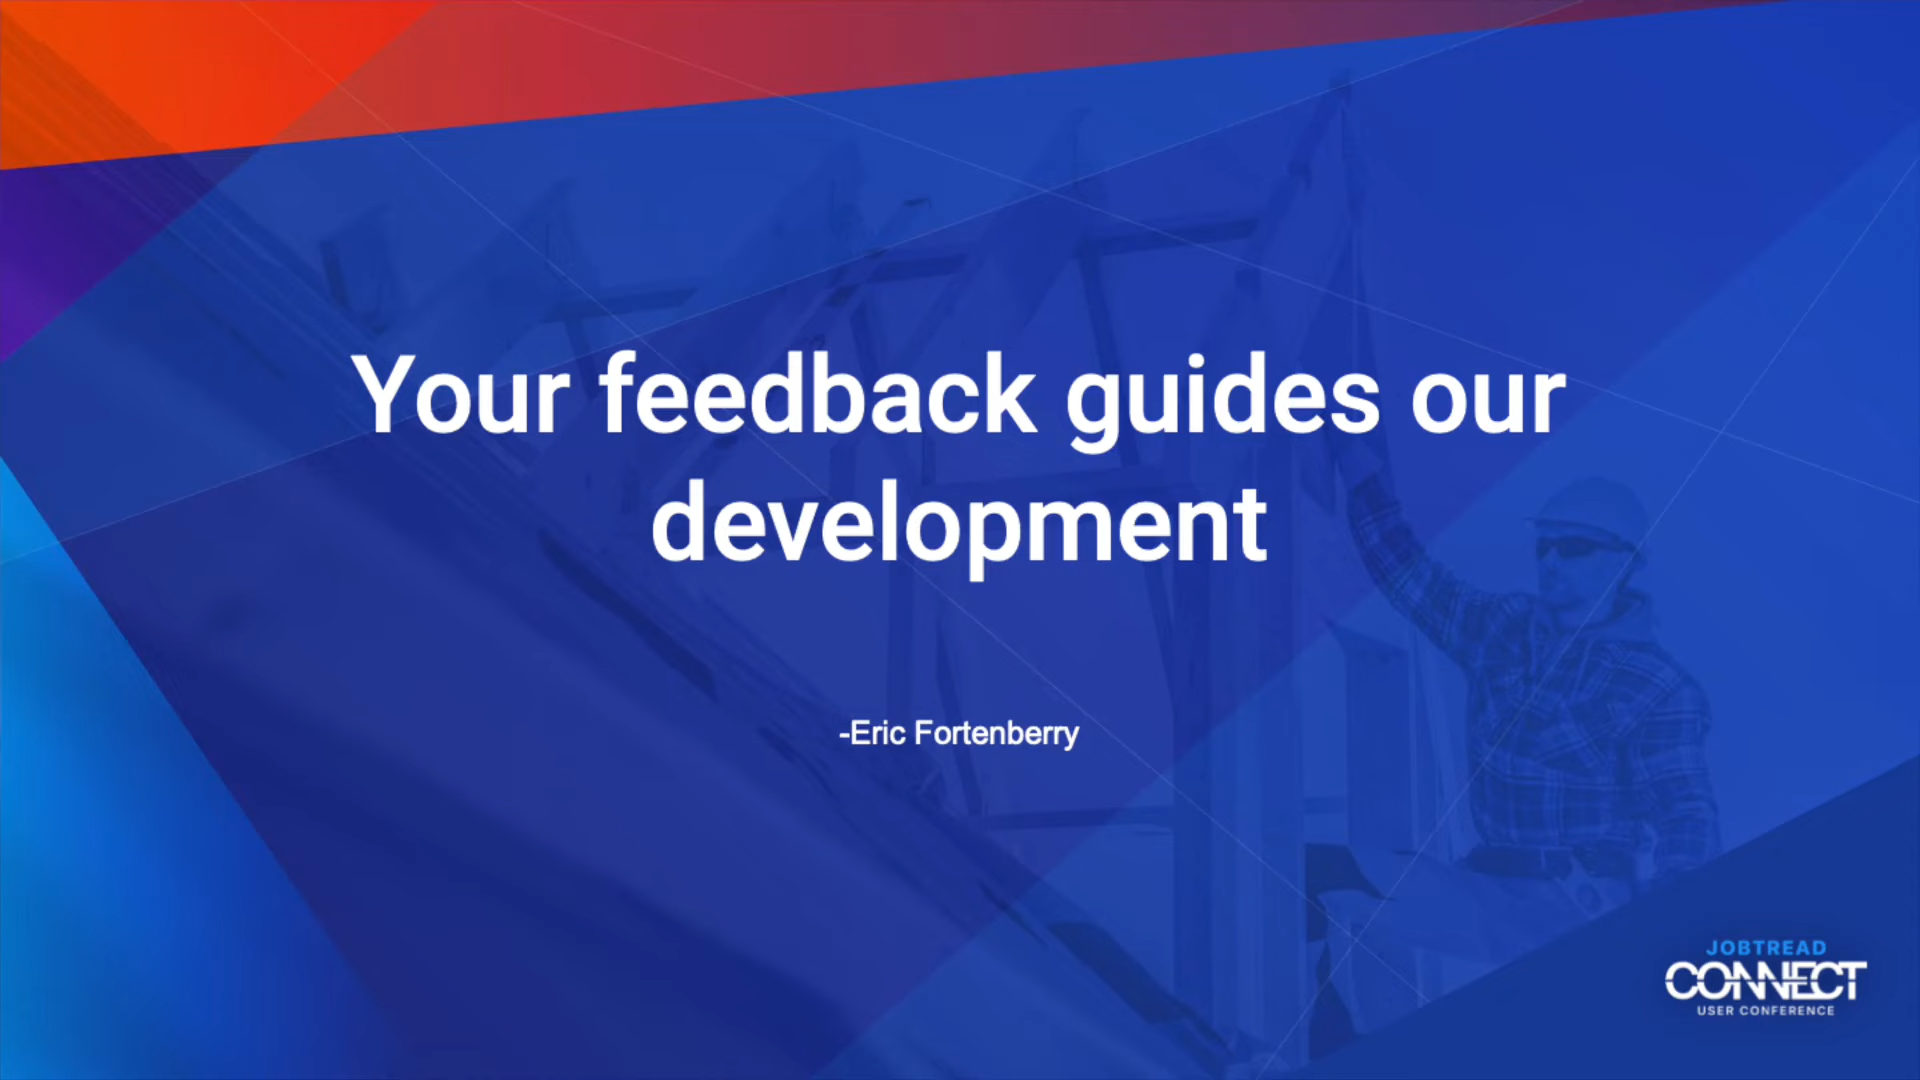 Your feedback guides our
development
-Eric Fortenberry
JOBTREAD
CONNECT
USER CONFERENCE